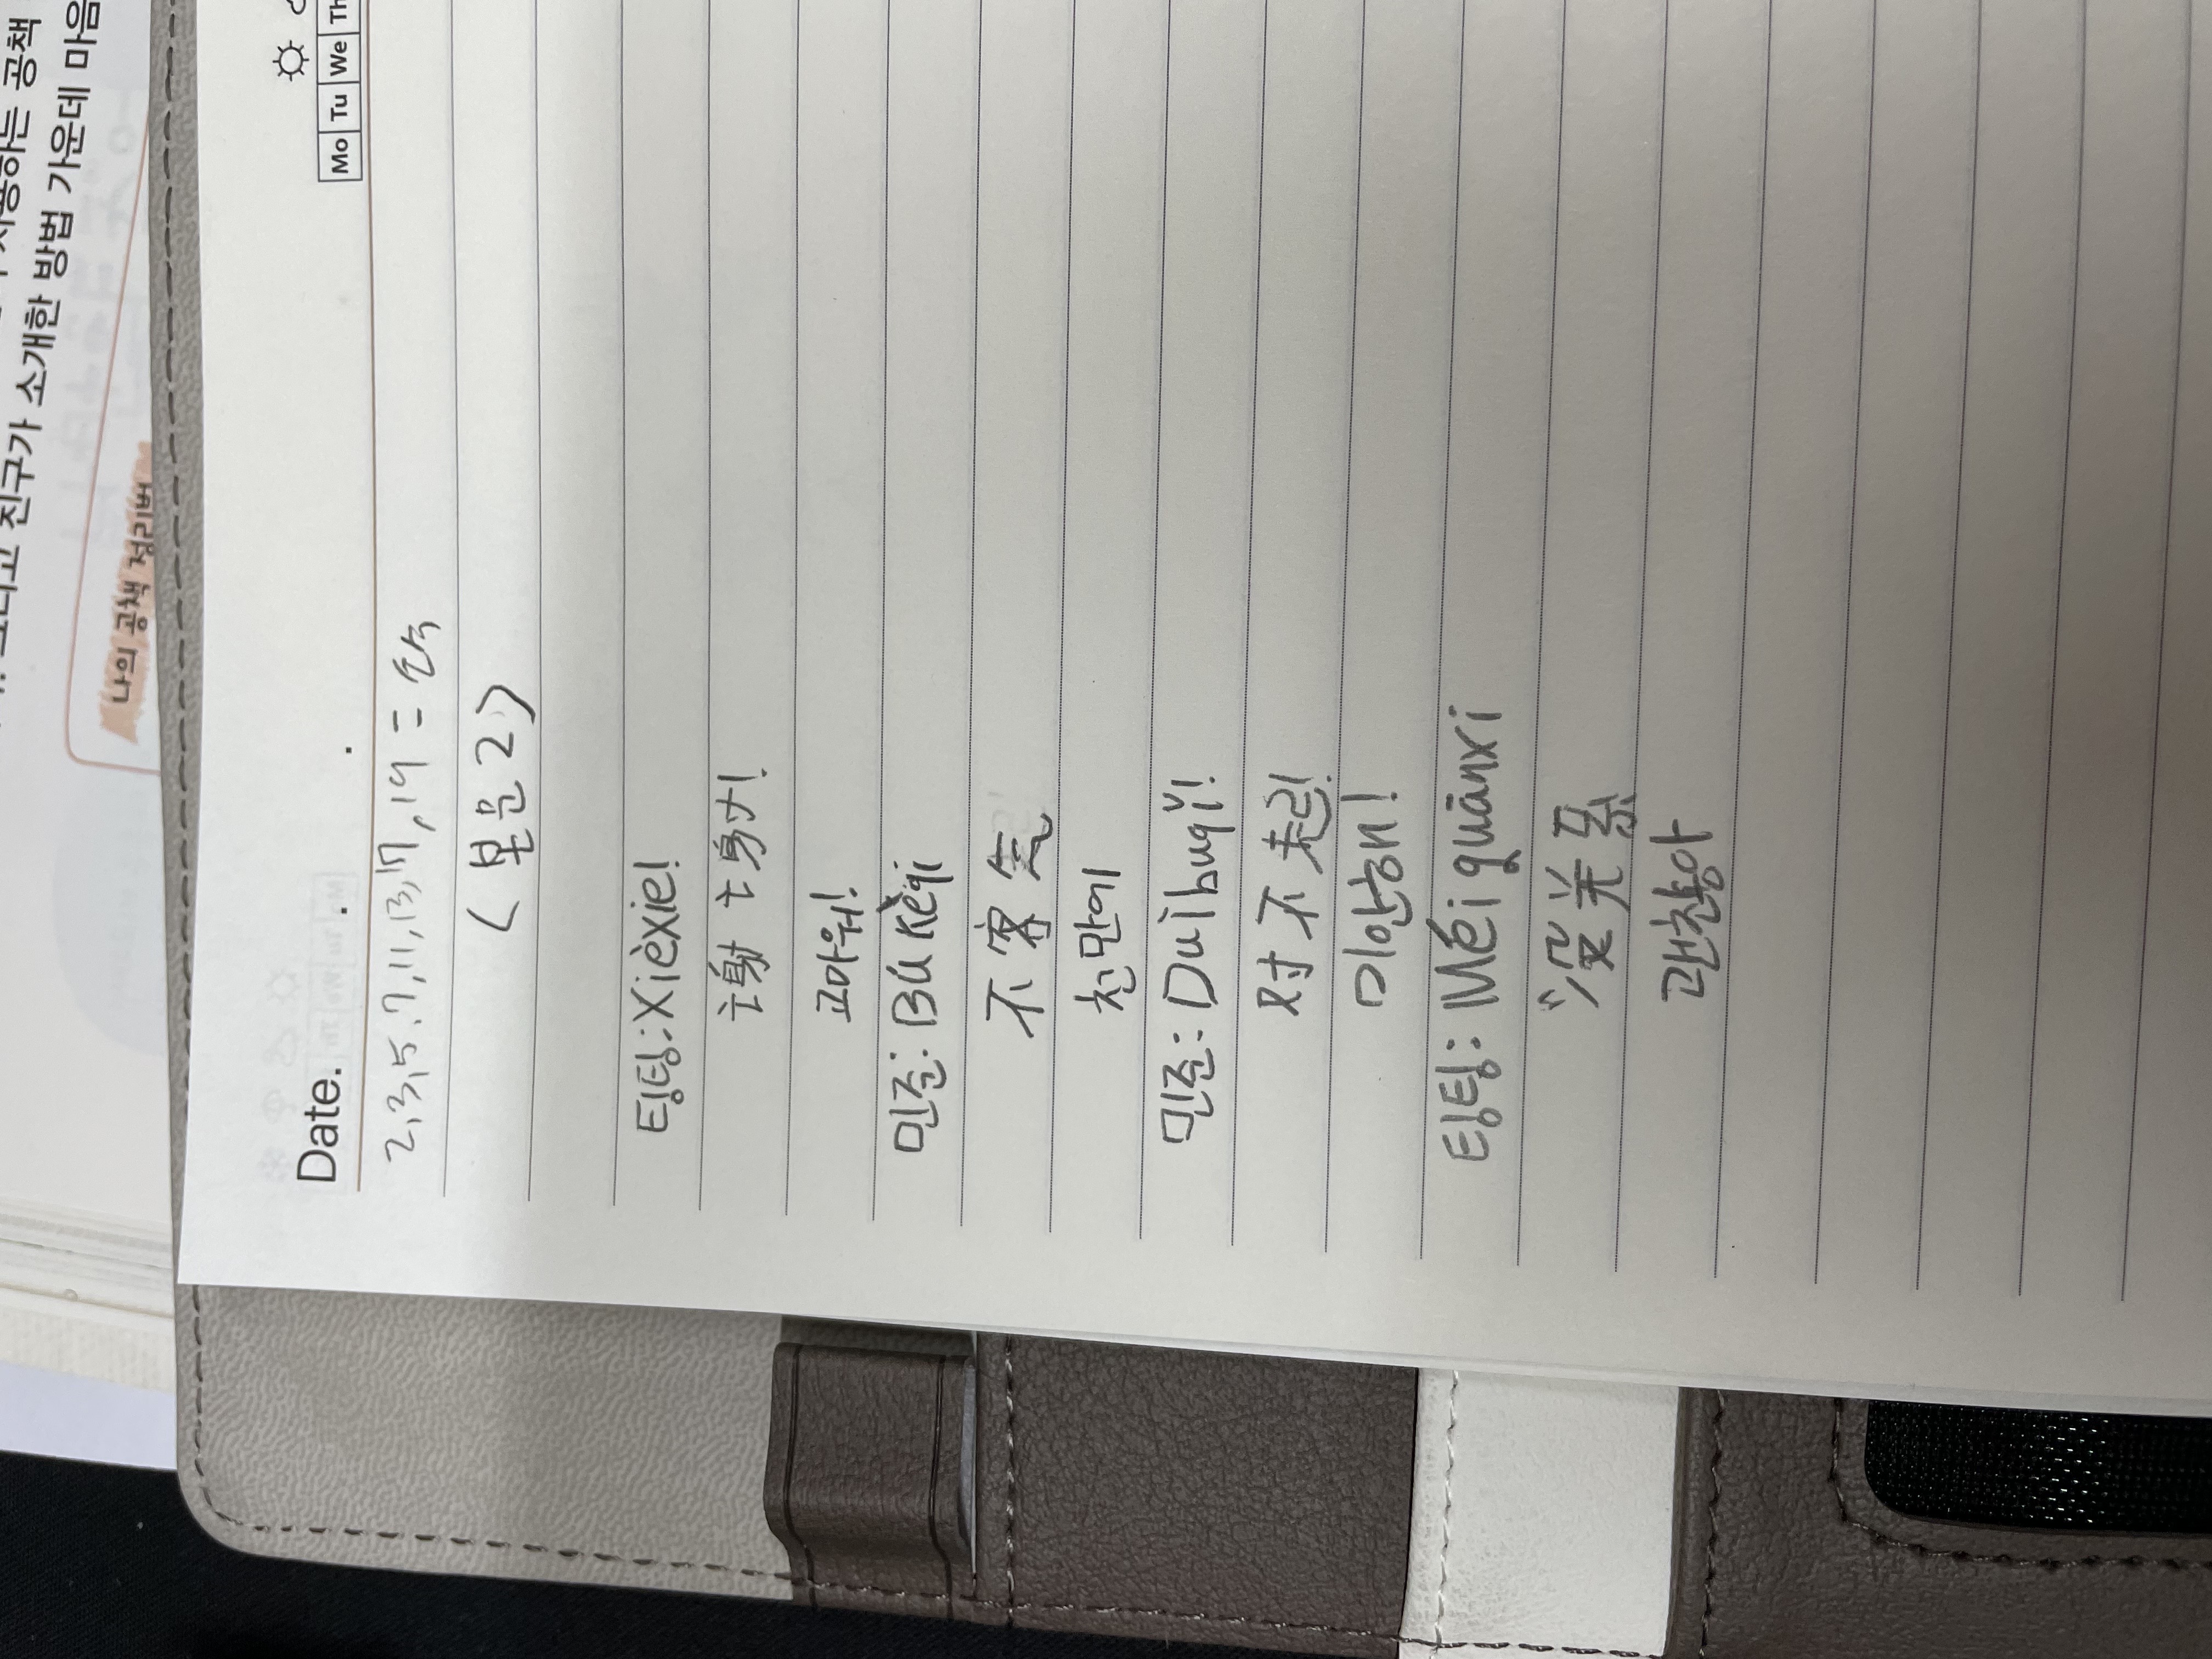 사용하는 공책
그리고 친구가 소개한 방법 가운데 마음
나의 공책 정리법
Date. . .
Mo Tu We Th
2,3,5,7,11,13,17,19 = 소수
<본문2>
팅팅: Xièxie!
谢谢!
고마워!
민준: Bú kèqi
不客气
천만에
민준: Duìbuqǐ!
对不起!
미안해!
팅팅: Méi quānxi
没关系
괜찮아